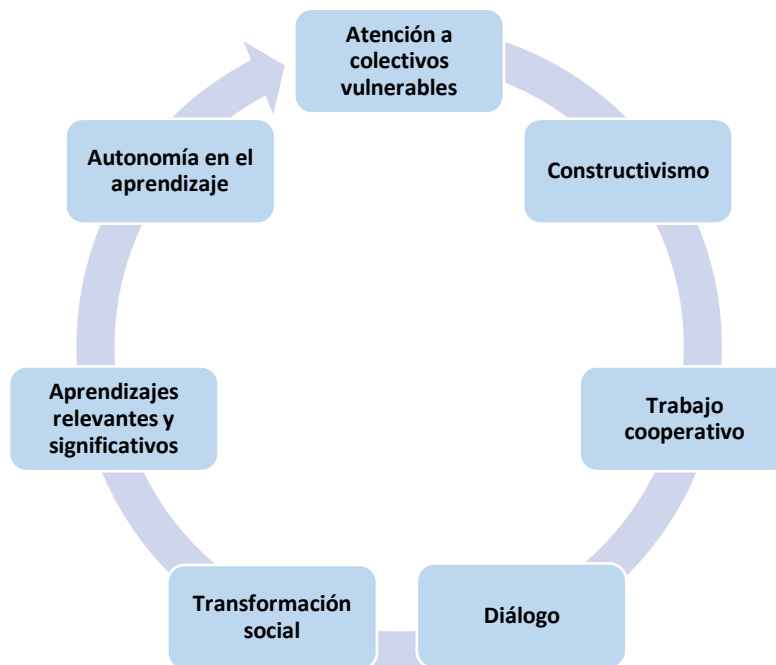 Atención a
colectivos
vulnerables
Constructivismo
Trabajo
cooperativo
Diálogo
Transformación
social
Aprendizajes
relevantes y
significativos
Autonomía en el
aprendizaje